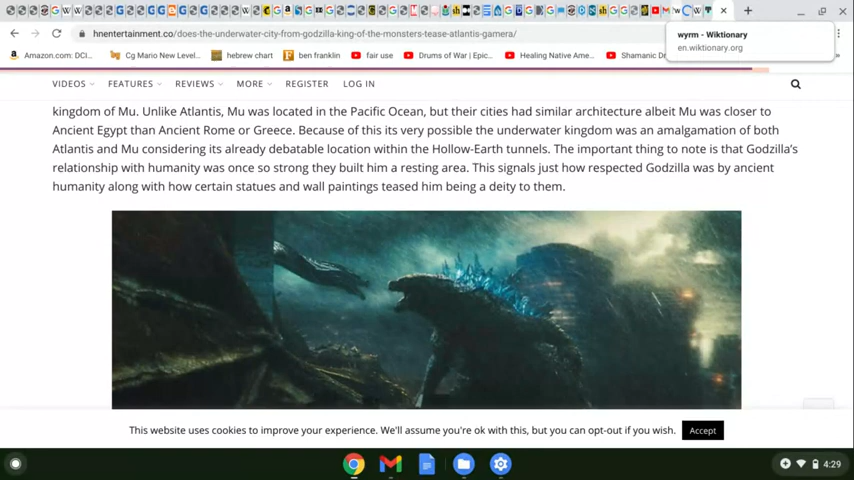 wyrm - Wiktionary
en.wiktionary.org
hnentertainment.co/does-the-underwater-city-from-godzilla-king-of-the-monsters-tease-atlantis-gamera/
Amazon.com: DCI... Cg Mario New Level... hebrew chart ben franklin fair use Drums of War | Epic... Healing Native Ame... Shamanic Dr
VIDEOS FEATURES REVIEWS MORE REGISTER LOG IN
kingdom of Mu. Unlike Atlantis, Mu was located in the Pacific Ocean, but their cities had similar architecture albeit Mu was closer to
Ancient Egypt than Ancient Rome or Greece. Because of this its very possible the underwater kingdom was an amalgamation of both
Atlantis and Mu considering its already debatable location within the Hollow-Earth tunnels. The important thing to note is that Godzilla's
relationship with humanity was once so strong they built him a resting area. This signals just how respected Godzilla was by ancient
humanity along with how certain statues and wall paintings teased him being a deity to them.
This website uses cookies to improve your experience. We'll assume you're ok with this, but you can opt-out if you wish. Accept
4:29